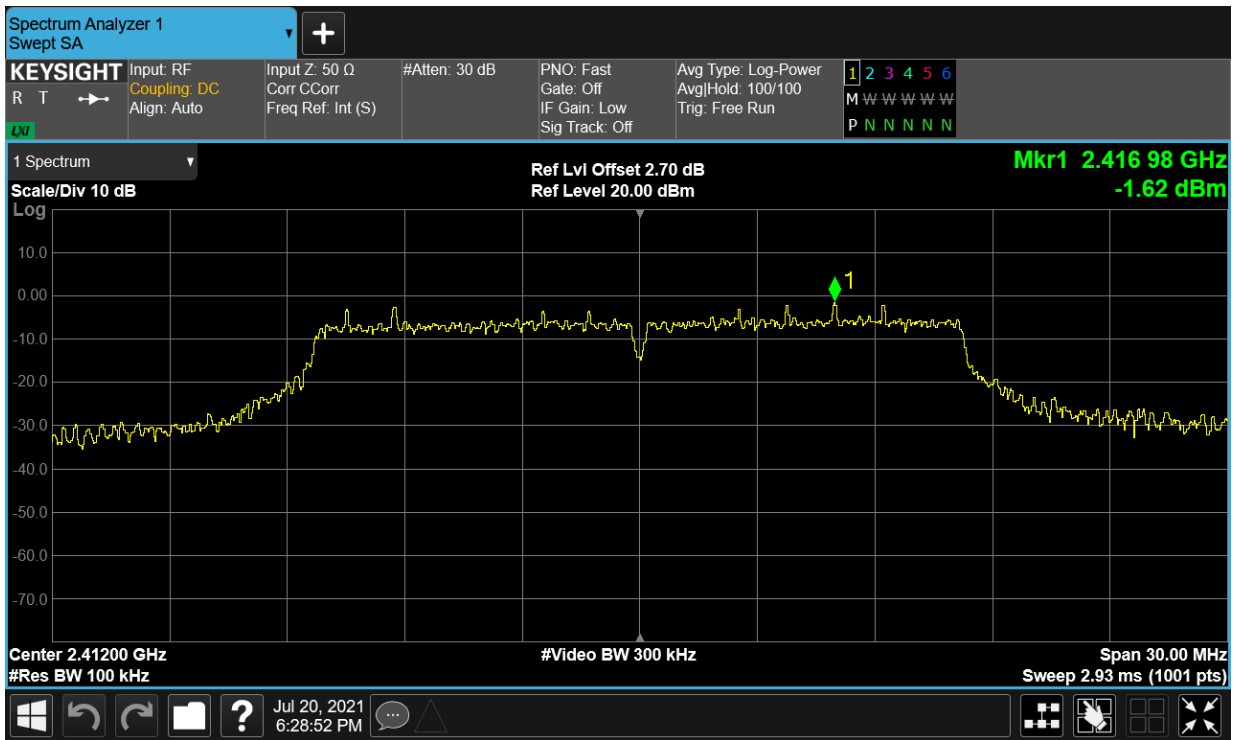 Spectrum Analyzer 1
Swept SA
KEYSIGHT
R T
LXI
Input: RF
Coupling: DC
Align: Auto
Input Z: 50 Ω
Corr CCorr
Freq Ref: Int (S)
#Atten: 30 dB
PNO: Fast
Gate: Off
IF Gain: Low
Sig Track: Off
Avg Type: Log-Power
Avg|Hold: 100/100
Trig: Free Run
1 2 3 4 5 6
M W W W W W
P N N N N N
1 Spectrum
Scale/Div 10 dB
Log
Ref Lvl Offset 2.70 dB
Ref Level 20.00 dBm
Mkr1 2.416 98 GHz
-1.62 dBm
10.0
0.00
-10.0
-20.0
-30.0
-40.0
-50.0
-60.0
-70.0
1
Center 2.41200 GHz
#Res BW 100 kHz
#Video BW 300 kHz
Span 30.00 MHz
Sweep 2.93 ms (1001 pts)
?
Jul 20, 2021
6:28:52 PM